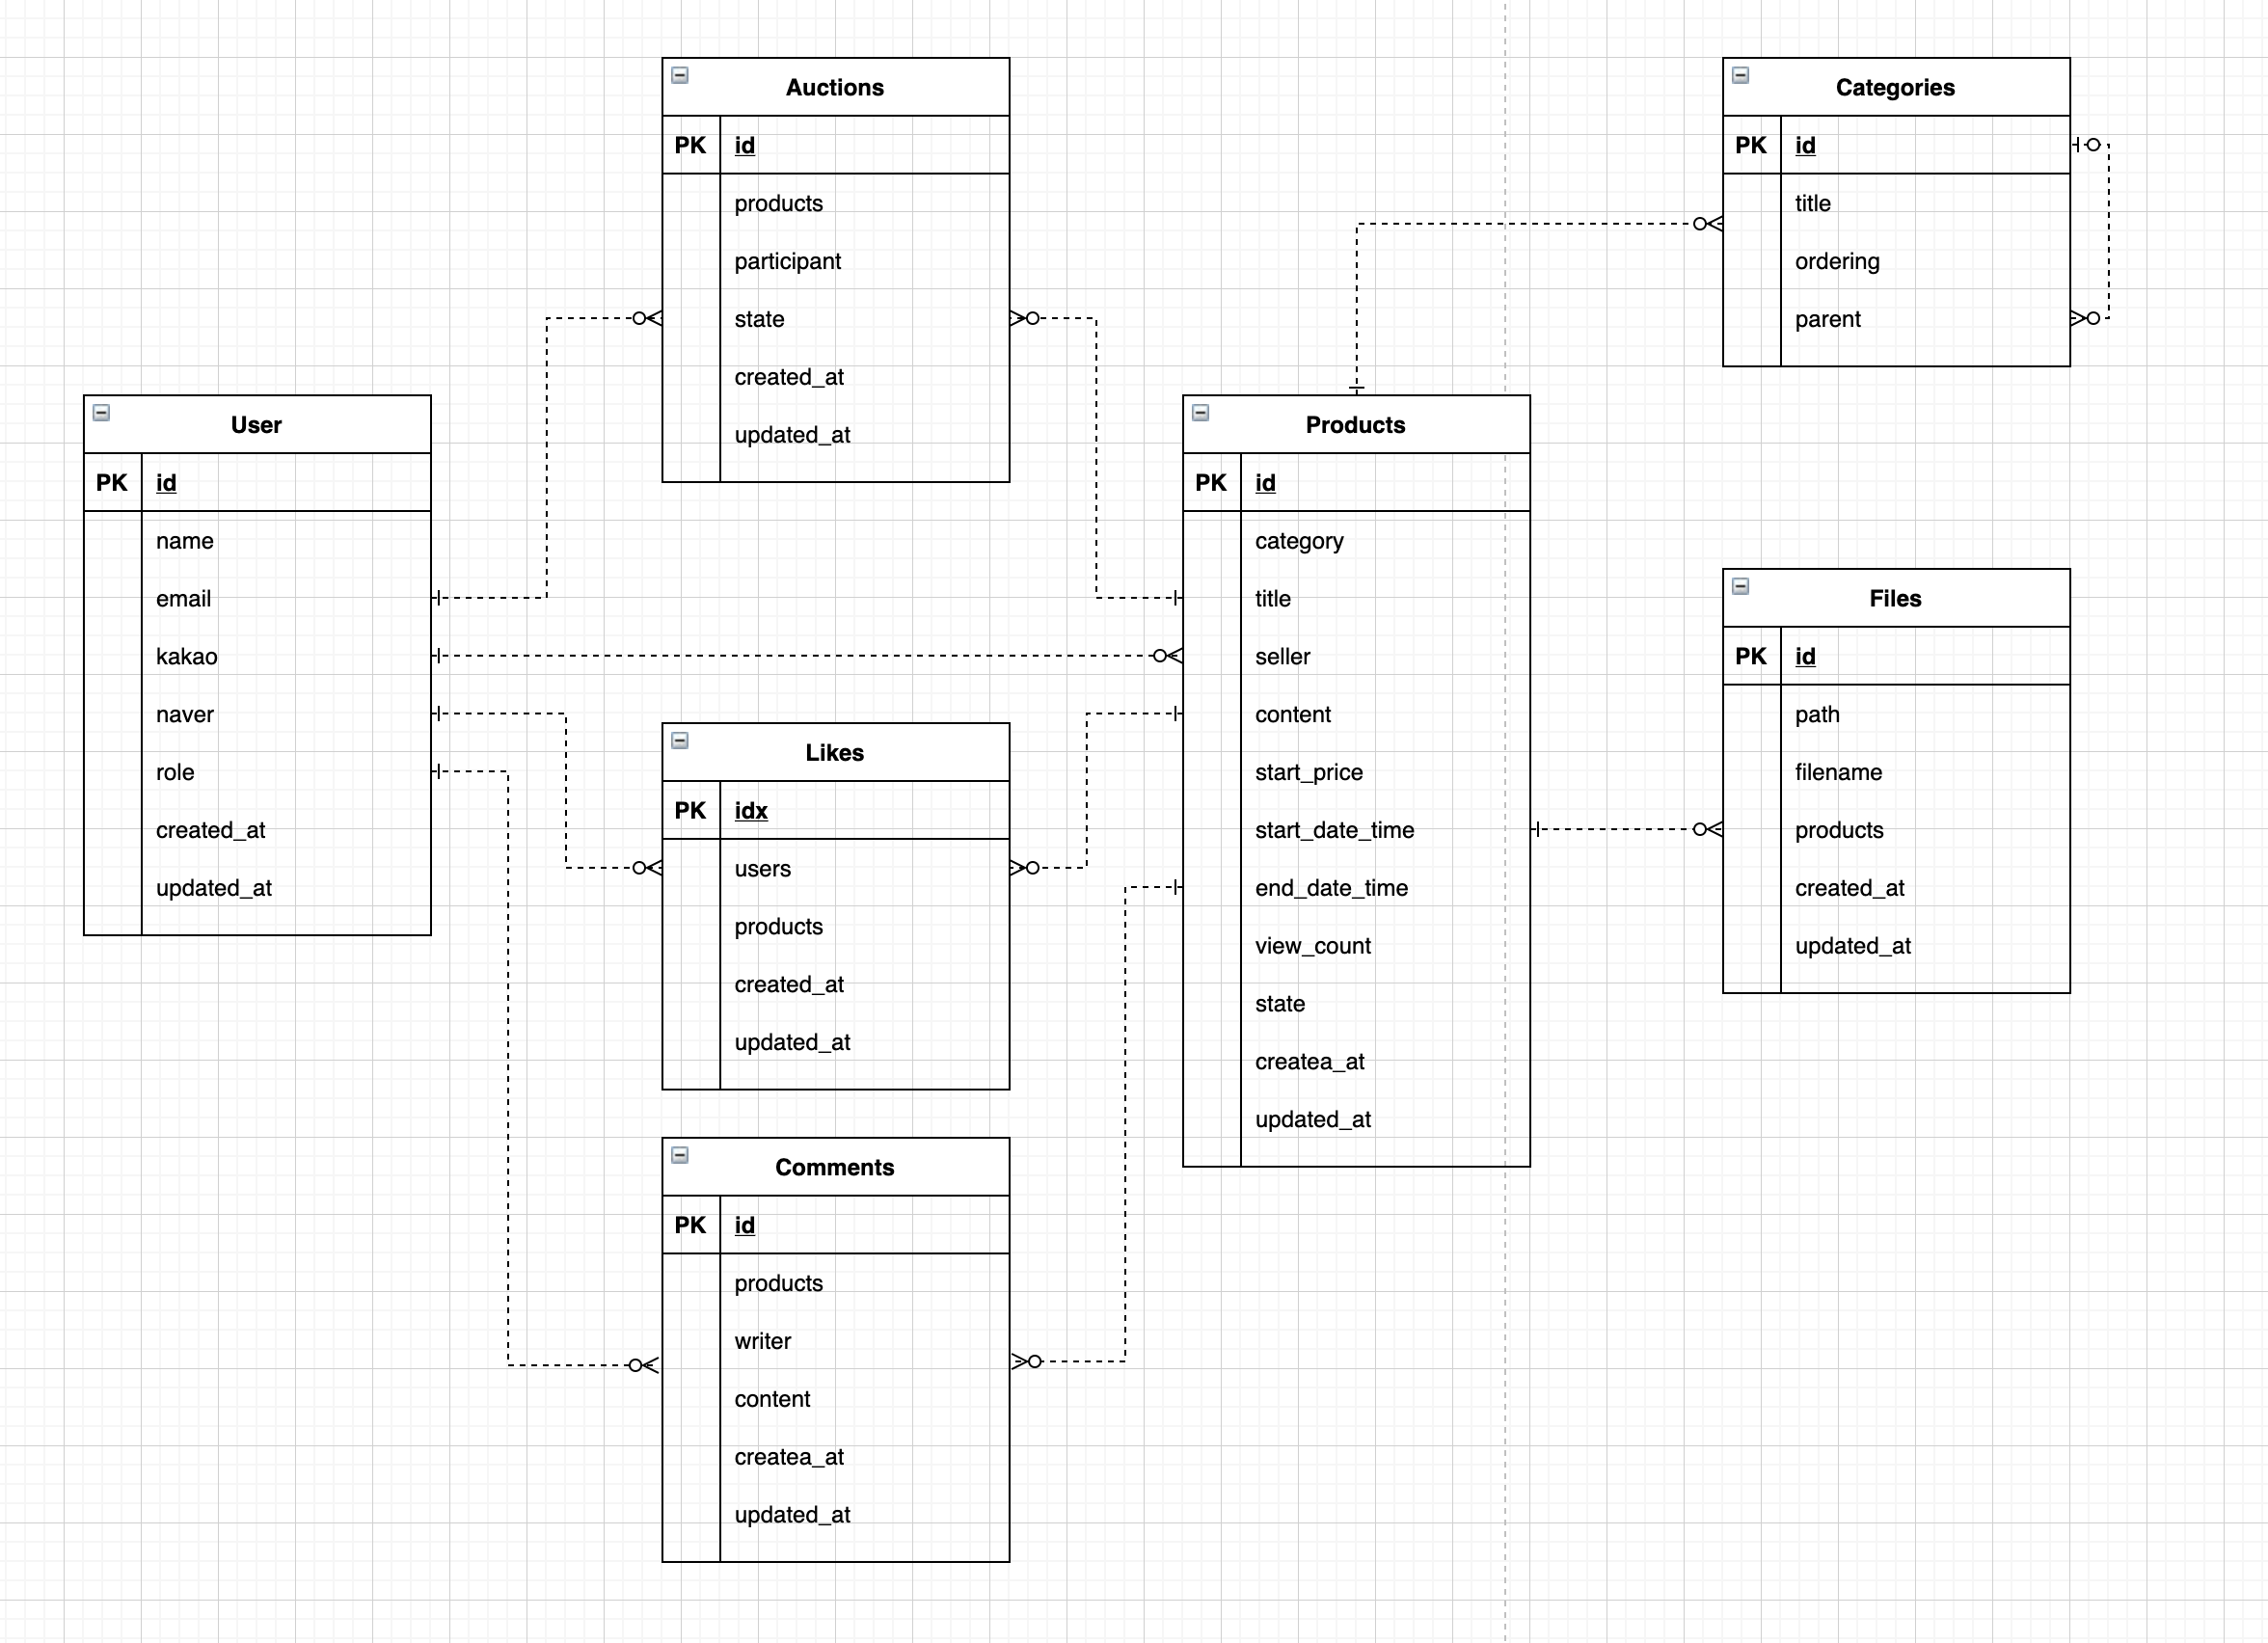 Auctions
PK id
products
participant
state
created_at
updated_at
Categories
PK id
title
ordering
parent
User
PK id
name
email
kakao
naver
role
created_at
updated_at
Products
PK id
category
title
seller
content
start_price
start_date_time
end_date_time
view_count
state
createa_at
updated_at
Files
PK id
path
filename
products
created_at
updated_at
Likes
PK idx
users
products
created_at
updated_at
Comments
PK id
products
writer
content
createa_at
updated_at